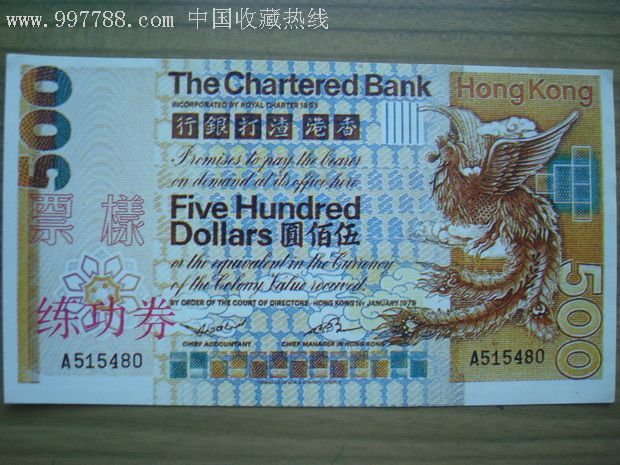 www.997788.com 中国收藏热线
500
The Chartered Bank
INCORPORATED BY ROYAL CHARTER 1853
行銀打渣港香
Hong Kong
Promises to pay the bearer
on demand at its office here
Five Hundred
Dollars 圓佰伍
or the equivalent in the Currency
of the Colony Value received.
BY ORDER OF THE COURT OF DIRECTORS, HONG KONG 1ST JANUARY 1979
票樣
练功券
CHIEF ACCOUNTANT
CHIEF MANAGER IN HONG KONG
A515480
A515480
500